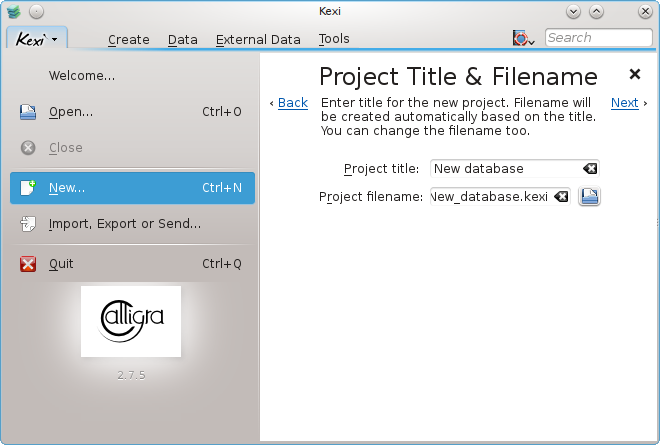 Kexi
Kexi Create Data External Data Tools Search
Welcome...
Open... Ctrl+O
Close
New... Ctrl+N
Import, Export or Send...
Quit Ctrl+Q
Calligra
2.7.5
Project Title & Filename
‹ Back Enter title for the new project. Filename will Next ›
be created automatically based on the title.
You can change the filename too.
Project title: New database
Project filename: New_database.kexi